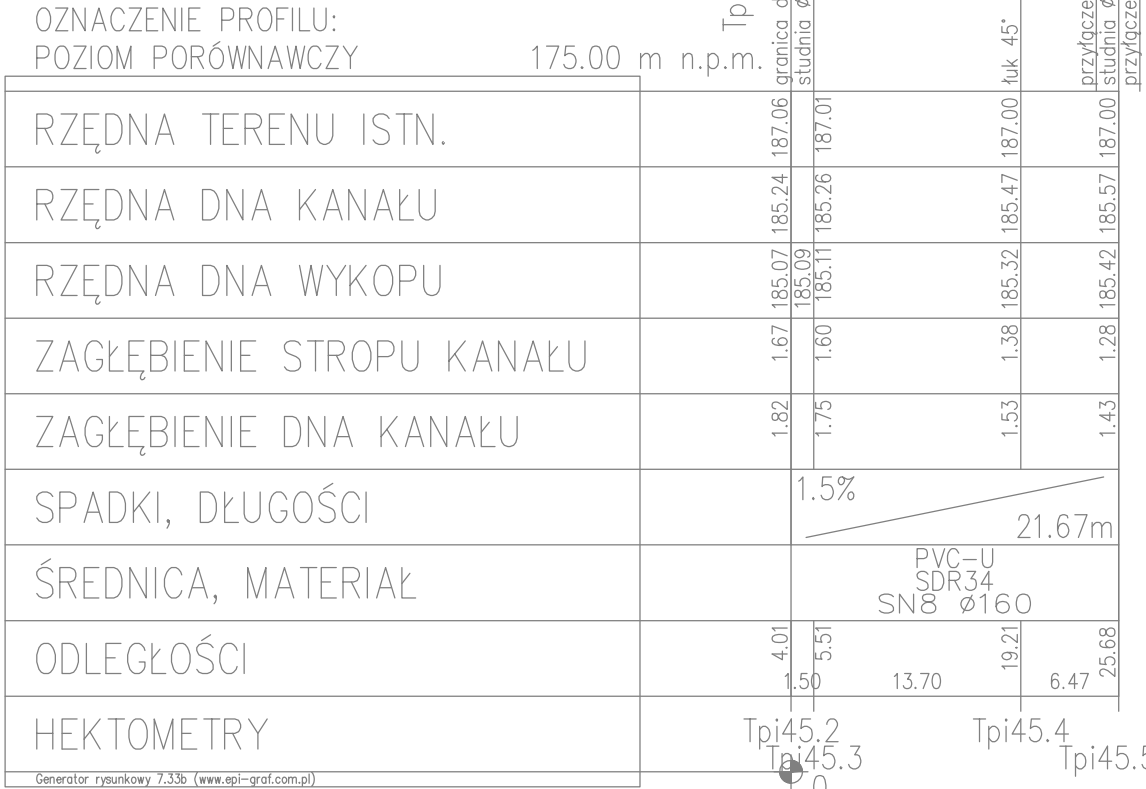 OZNACZENIE PROFILU:
Tpi
POZIOM PORÓWNAWCZY 175.00 m n.p.m.
łuk 45°
RZĘDNA TERENU ISTN. 187.06 187.01 187.00 187.00
RZĘDNA DNA KANAŁU 185.24 185.26 185.47 185.57
RZĘDNA DNA WYKOPU 185.07 185.09 185.11 185.32 185.42
ZAGŁĘBIENIE STROPU KANAŁU 1.67 1.60 1.38 1.28
ZAGŁĘBIENIE DNA KANAŁU 1.82 1.75 1.53 1.43
SPADKI, DŁUGOŚCI 1.5% 21.67m
ŚREDNICA, MATERIAŁ PVC-U
SDR34
SN8 Ø160
ODLEGŁOŚCI 4.01 5.51 19.21 25.68
1.50 13.70 6.47
HEKTOMETRY Tpi45.2 Tpi45.4
Tpi45.3 Tpi45.5
Generator rysunkowy 7.33b (www.epi-graf.com.pl) 0
granica
studnia Ø
przyłącze
studnia Ø
przyłącze